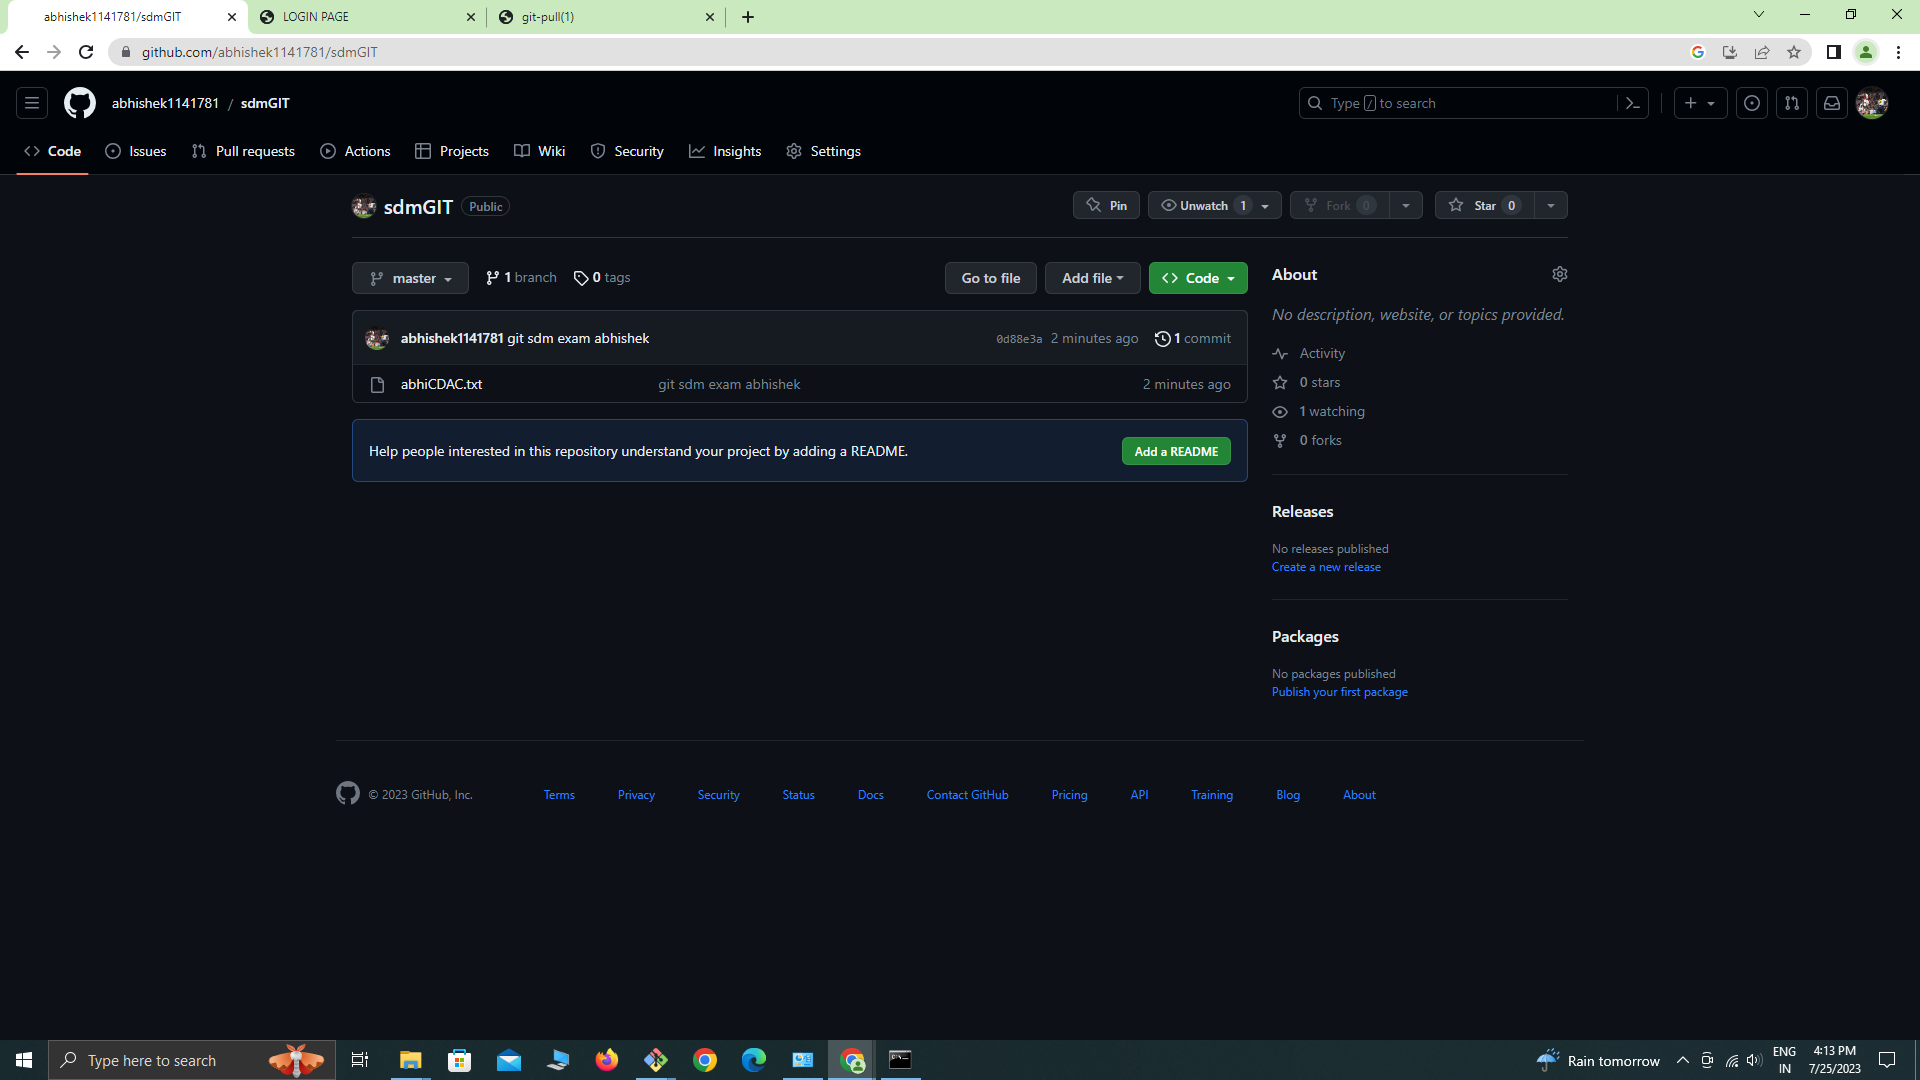 abhishek1141781/sdmGIT
LOGIN PAGE
git-pull(1)
github.com/abhishek1141781/sdmGIT
abhishek1141781 / sdmGIT
Type / to search
Code
Issues
Pull requests
Actions
Projects
Wiki
Security
Insights
Settings
sdmGIT Public
Pin
Unwatch 1
Fork 0
Star 0
master
1 branch
0 tags
Go to file
Add file
Code
abhishek1141781 git sdm exam abhishek
0d88e3a 2 minutes ago
1 commit
abhiCDAC.txt
git sdm exam abhishek
2 minutes ago
Help people interested in this repository understand your project by adding a README.
Add a README
About
No description, website, or topics provided.
Activity
0 stars
1 watching
0 forks
Releases
No releases published
Create a new release
Packages
No packages published
Publish your first package
© 2023 GitHub, Inc.
Terms
Privacy
Security
Status
Docs
Contact GitHub
Pricing
API
Training
Blog
About
Type here to search
Rain tomorrow
ENG
IN
4:13 PM
7/25/2023